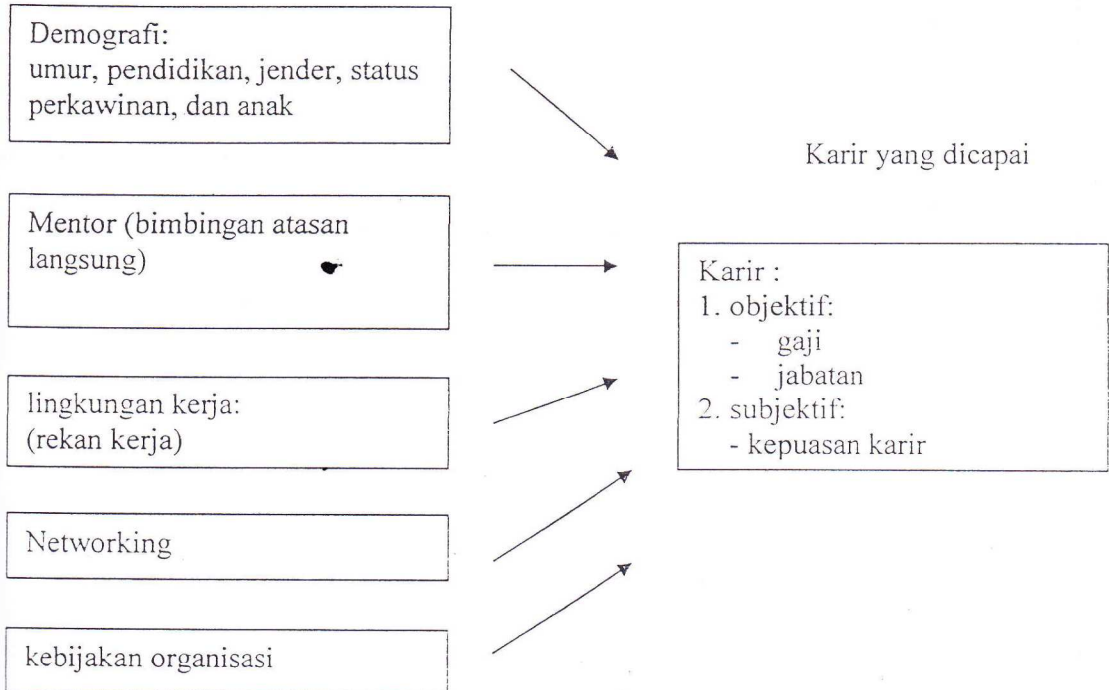 Demografi:
umur, pendidikan, jender, status
perkawinan, dan anak
Mentor (bimbingan atasan
langsung)
lingkungan kerja:
(rekan kerja)
Networking
kebijakan organisasi
Karir yang dicapai
Karir :
1. objektif:
- gaji
- jabatan
2. subjektif:
- kepuasan karir